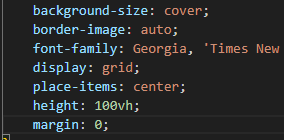 background-size: cover;
border-image: auto;
font-family: Georgia, 'Times New
display: grid;
place-items: center;
height: 100vh;
margin: 0;